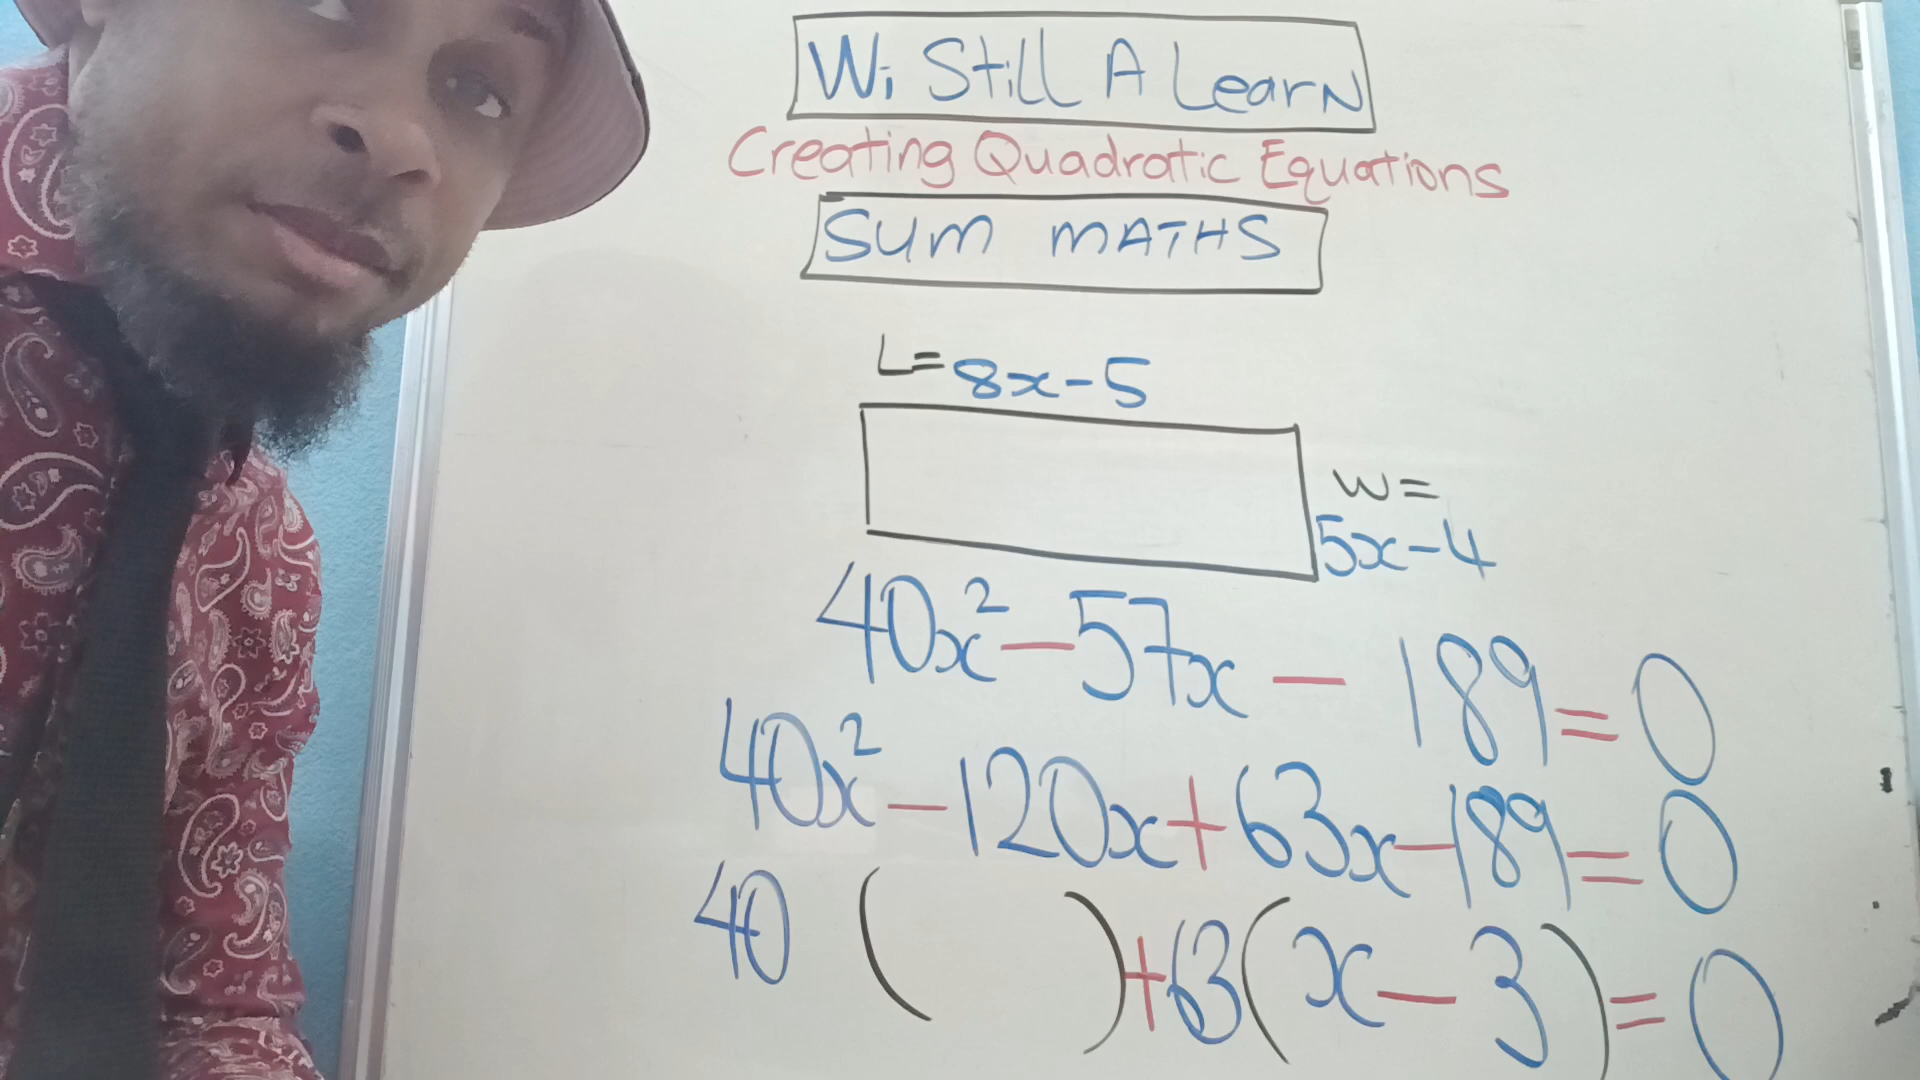 Wi Still A Learn
Creating Quadratic Equations
SUM MATHS
L= 8x-5
W=
5x-4
40x² - 57x - 189 = 0
40x² - 120x + 63x - 189 = 0
40 ( ) + 63(x - 3) = 0